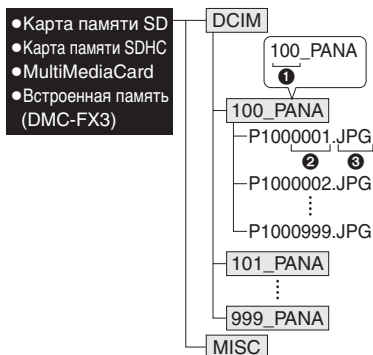 ●Карта памяти SD
●Карта памяти SDHC
●MultiMediaCard
●Встроенная память
(DMC-FX3)
DCIM
100_PANA
❶
100_PANA
P1000001.JPG
❷ ❸
P1000002.JPG
P1000999.JPG
101_PANA
999_PANA
MISC